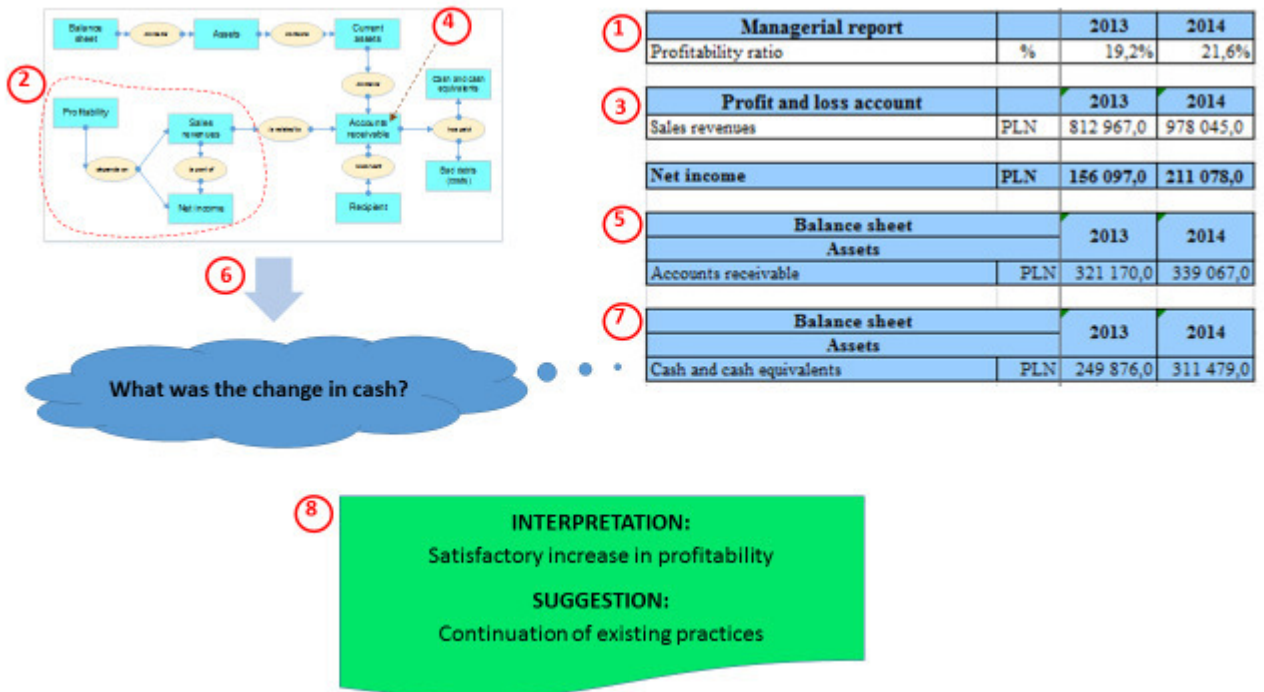 4
1
Managerial report 2013 2014
Profitability ratio % 19,2% 21,6%
Balance sheet
Assets
Current assets
2
Profitability
Sales revenues
Accounts receivable
Cash and cash equivalents
depends on
is part of
Net income
Recipient
Bad debts (costs)
3
Profit and loss account 2013 2014
Sales revenues PLN 812 967,0 978 045,0
Net income PLN 156 097,0 211 078,0
5
Balance sheet 2013 2014
Assets
Accounts receivable PLN 321 170,0 339 067,0
6
7
Balance sheet 2013 2014
Assets
Cash and cash equivalents PLN 249 876,0 311 479,0
What was the change in cash?
8
INTERPRETATION:
Satisfactory increase in profitability
SUGGESTION:
Continuation of existing practices